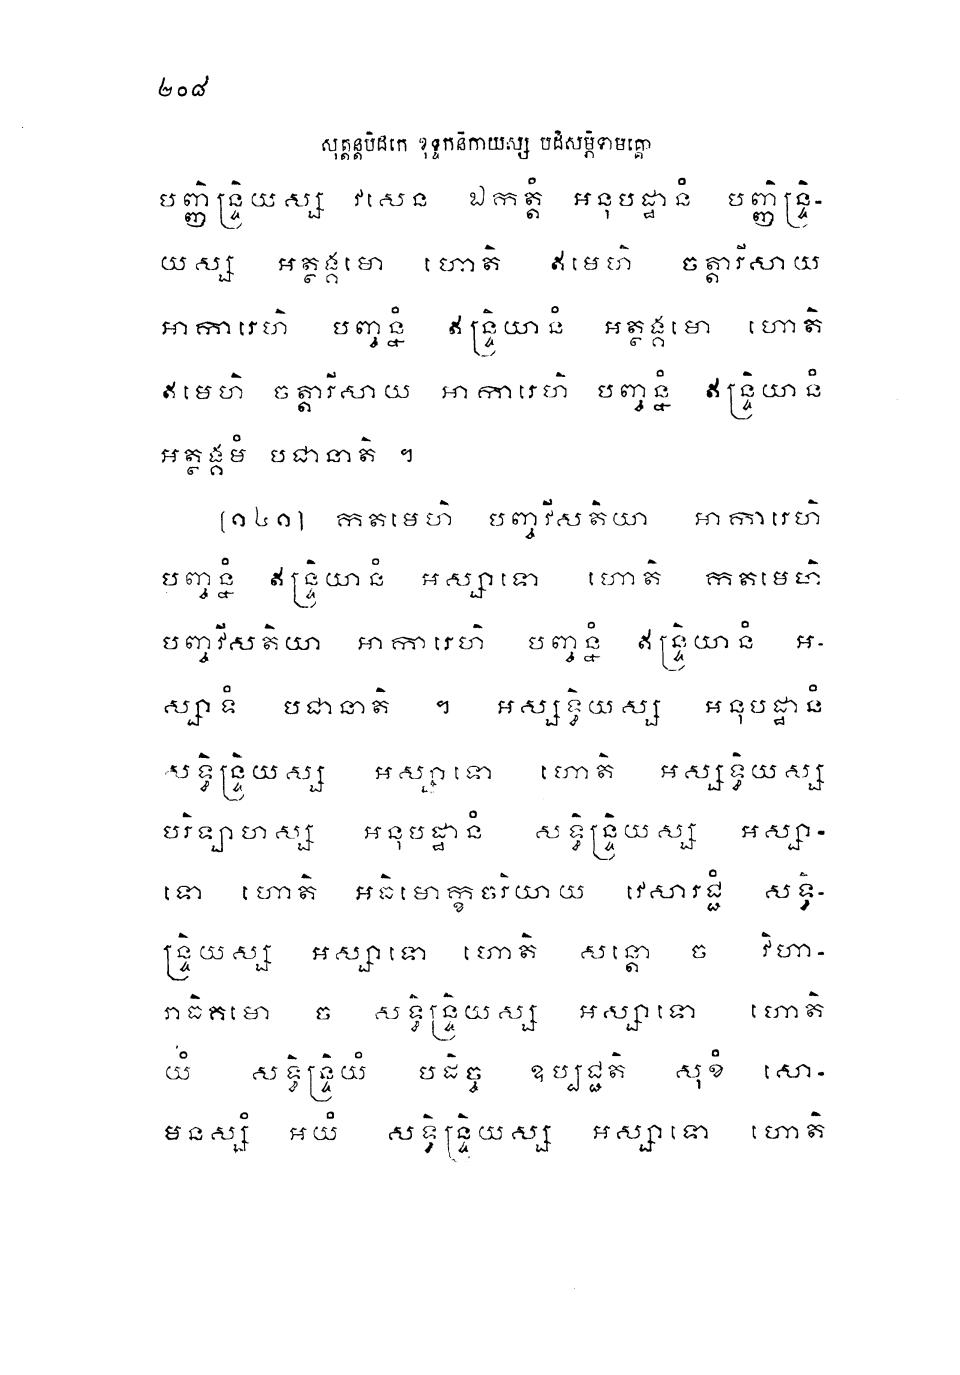 ២០៨
សុត្តន្តបិដកេ ខុទ្ទកនិកាយស្ស បដិសម្ភិទាមគ្គោ
បញ្ញិន្ទ្រិយស្ស វសេន ឯកត្តំ អនុបដ្ឋានំ បញ្ញិន្ទ្រិ-
យស្ស អត្ថង្គមោ ហោតិ ឥមេហិ ចត្តារីសាយ
អាការេហិ បញ្ចន្នំ ឥន្ទ្រិយានំ អត្ថង្គមោ ហោតិ
ឥមេហិ ចត្តារីសាយ អាការេហិ បញ្ចន្នំ ឥន្ទ្រិយានំ
អត្ថង្គមំ បជានាតិ ។
(១៤១) កតមេហិ បញ្ចវីសតិយា អាការេហិ
បញ្ចន្នំ ឥន្ទ្រិយានំ អស្សាទោ ហោតិ កតមេហិ
បញ្ចវីសតិយា អាការេហិ បញ្ចន្នំ ឥន្ទ្រិយានំ អ-
ស្សាទំ បជានាតិ ។ អស្សទ្ធិយស្ស អនុបដ្ឋានំ
សទ្ធិន្ទ្រិយស្ស អស្សាទោ ហោតិ អស្សទ្ធិយស្ស
បរិឡាហស្ស អនុបដ្ឋានំ សទ្ធិន្ទ្រិយស្ស អស្សា-
ទោ ហោតិ អធិមោក្ខចរិយាយ វេសារជ្ជំ សទ្ធិ-
ន្ទ្រិយស្ស អស្សាទោ ហោតិ សន្តោ ច វិហា-
រាធិគមោ ច សទ្ធិន្ទ្រិយស្ស អស្សាទោ ហោតិ
យំ សទ្ធិន្ទ្រិយំ បដិច្ច ឧប្បជ្ជតិ សុខំ សោ-
មនស្សំ អយំ សទ្ធិន្ទ្រិយស្ស អស្សាទោ ហោតិ